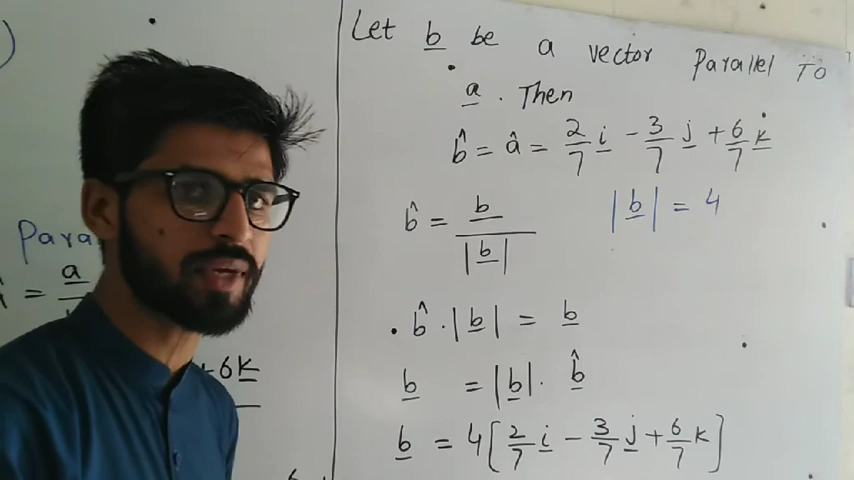 )
Para
= a/
+6k
Let b be a vector Parallel To
a . Then
b̂ = â = 2/7 i - 3/7 j + 6/7 k
b̂ = b/|b| |b| = 4
b̂ · |b| = b
b = |b| · b̂
b = 4[2/7 i - 3/7 j + 6/7 k]